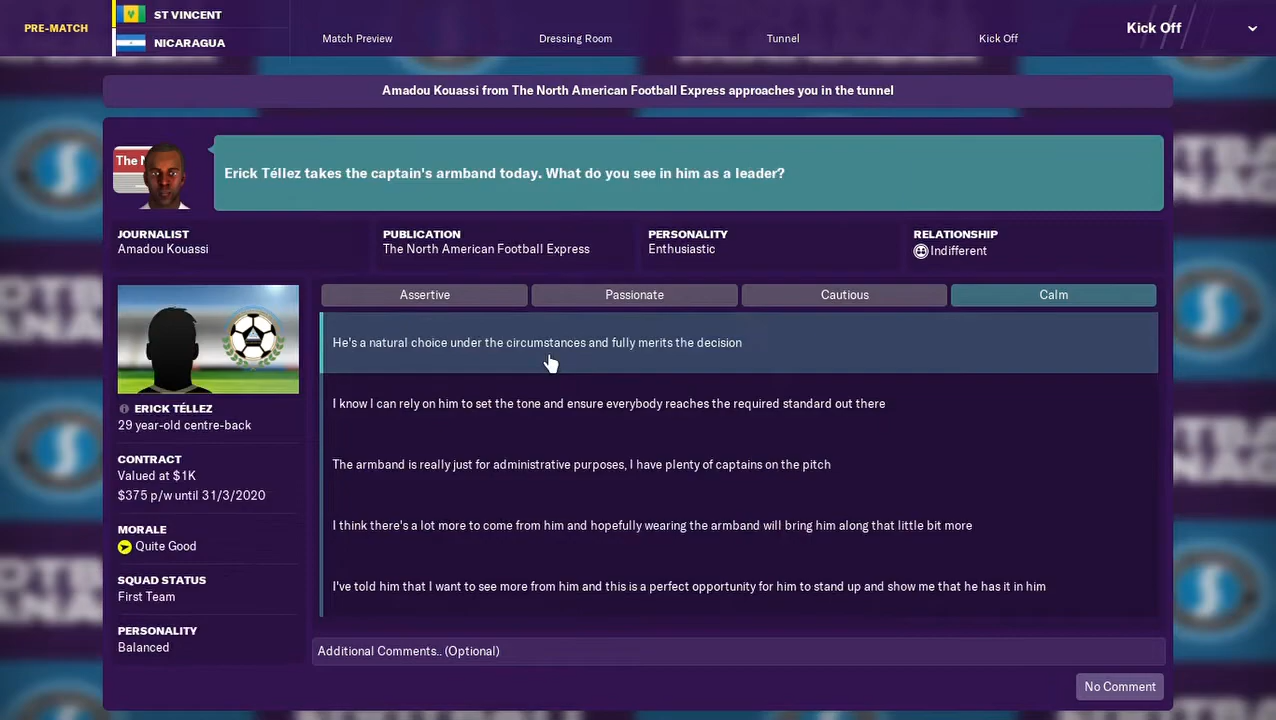 PRE-MATCH
ST VINCENT
NICARAGUA
Match Preview
Dressing Room
Tunnel
Kick Off
Kick Off
Amadou Kouassi from The North American Football Express approaches you in the tunnel
The N
Erick Téllez takes the captain's armband today. What do you see in him as a leader?
JOURNALIST
Amadou Kouassi
PUBLICATION
The North American Football Express
PERSONALITY
Enthusiastic
RELATIONSHIP
Indifferent
Assertive
Passionate
Cautious
Calm
He's a natural choice under the circumstances and fully merits the decision
I know I can rely on him to set the tone and ensure everybody reaches the required standard out there
The armband is really just for administrative purposes, I have plenty of captains on the pitch
I think there's a lot more to come from him and hopefully wearing the armband will bring him along that little bit more
I've told him that I want to see more from him and this is a perfect opportunity for him to stand up and show me that he has it in him
ERICK TÉLLEZ
29 year-old centre-back
CONTRACT
Valued at $1K
$375 p/w until 31/3/2020
MORALE
Quite Good
SQUAD STATUS
First Team
PERSONALITY
Balanced
Additional Comments.. (Optional)
No Comment